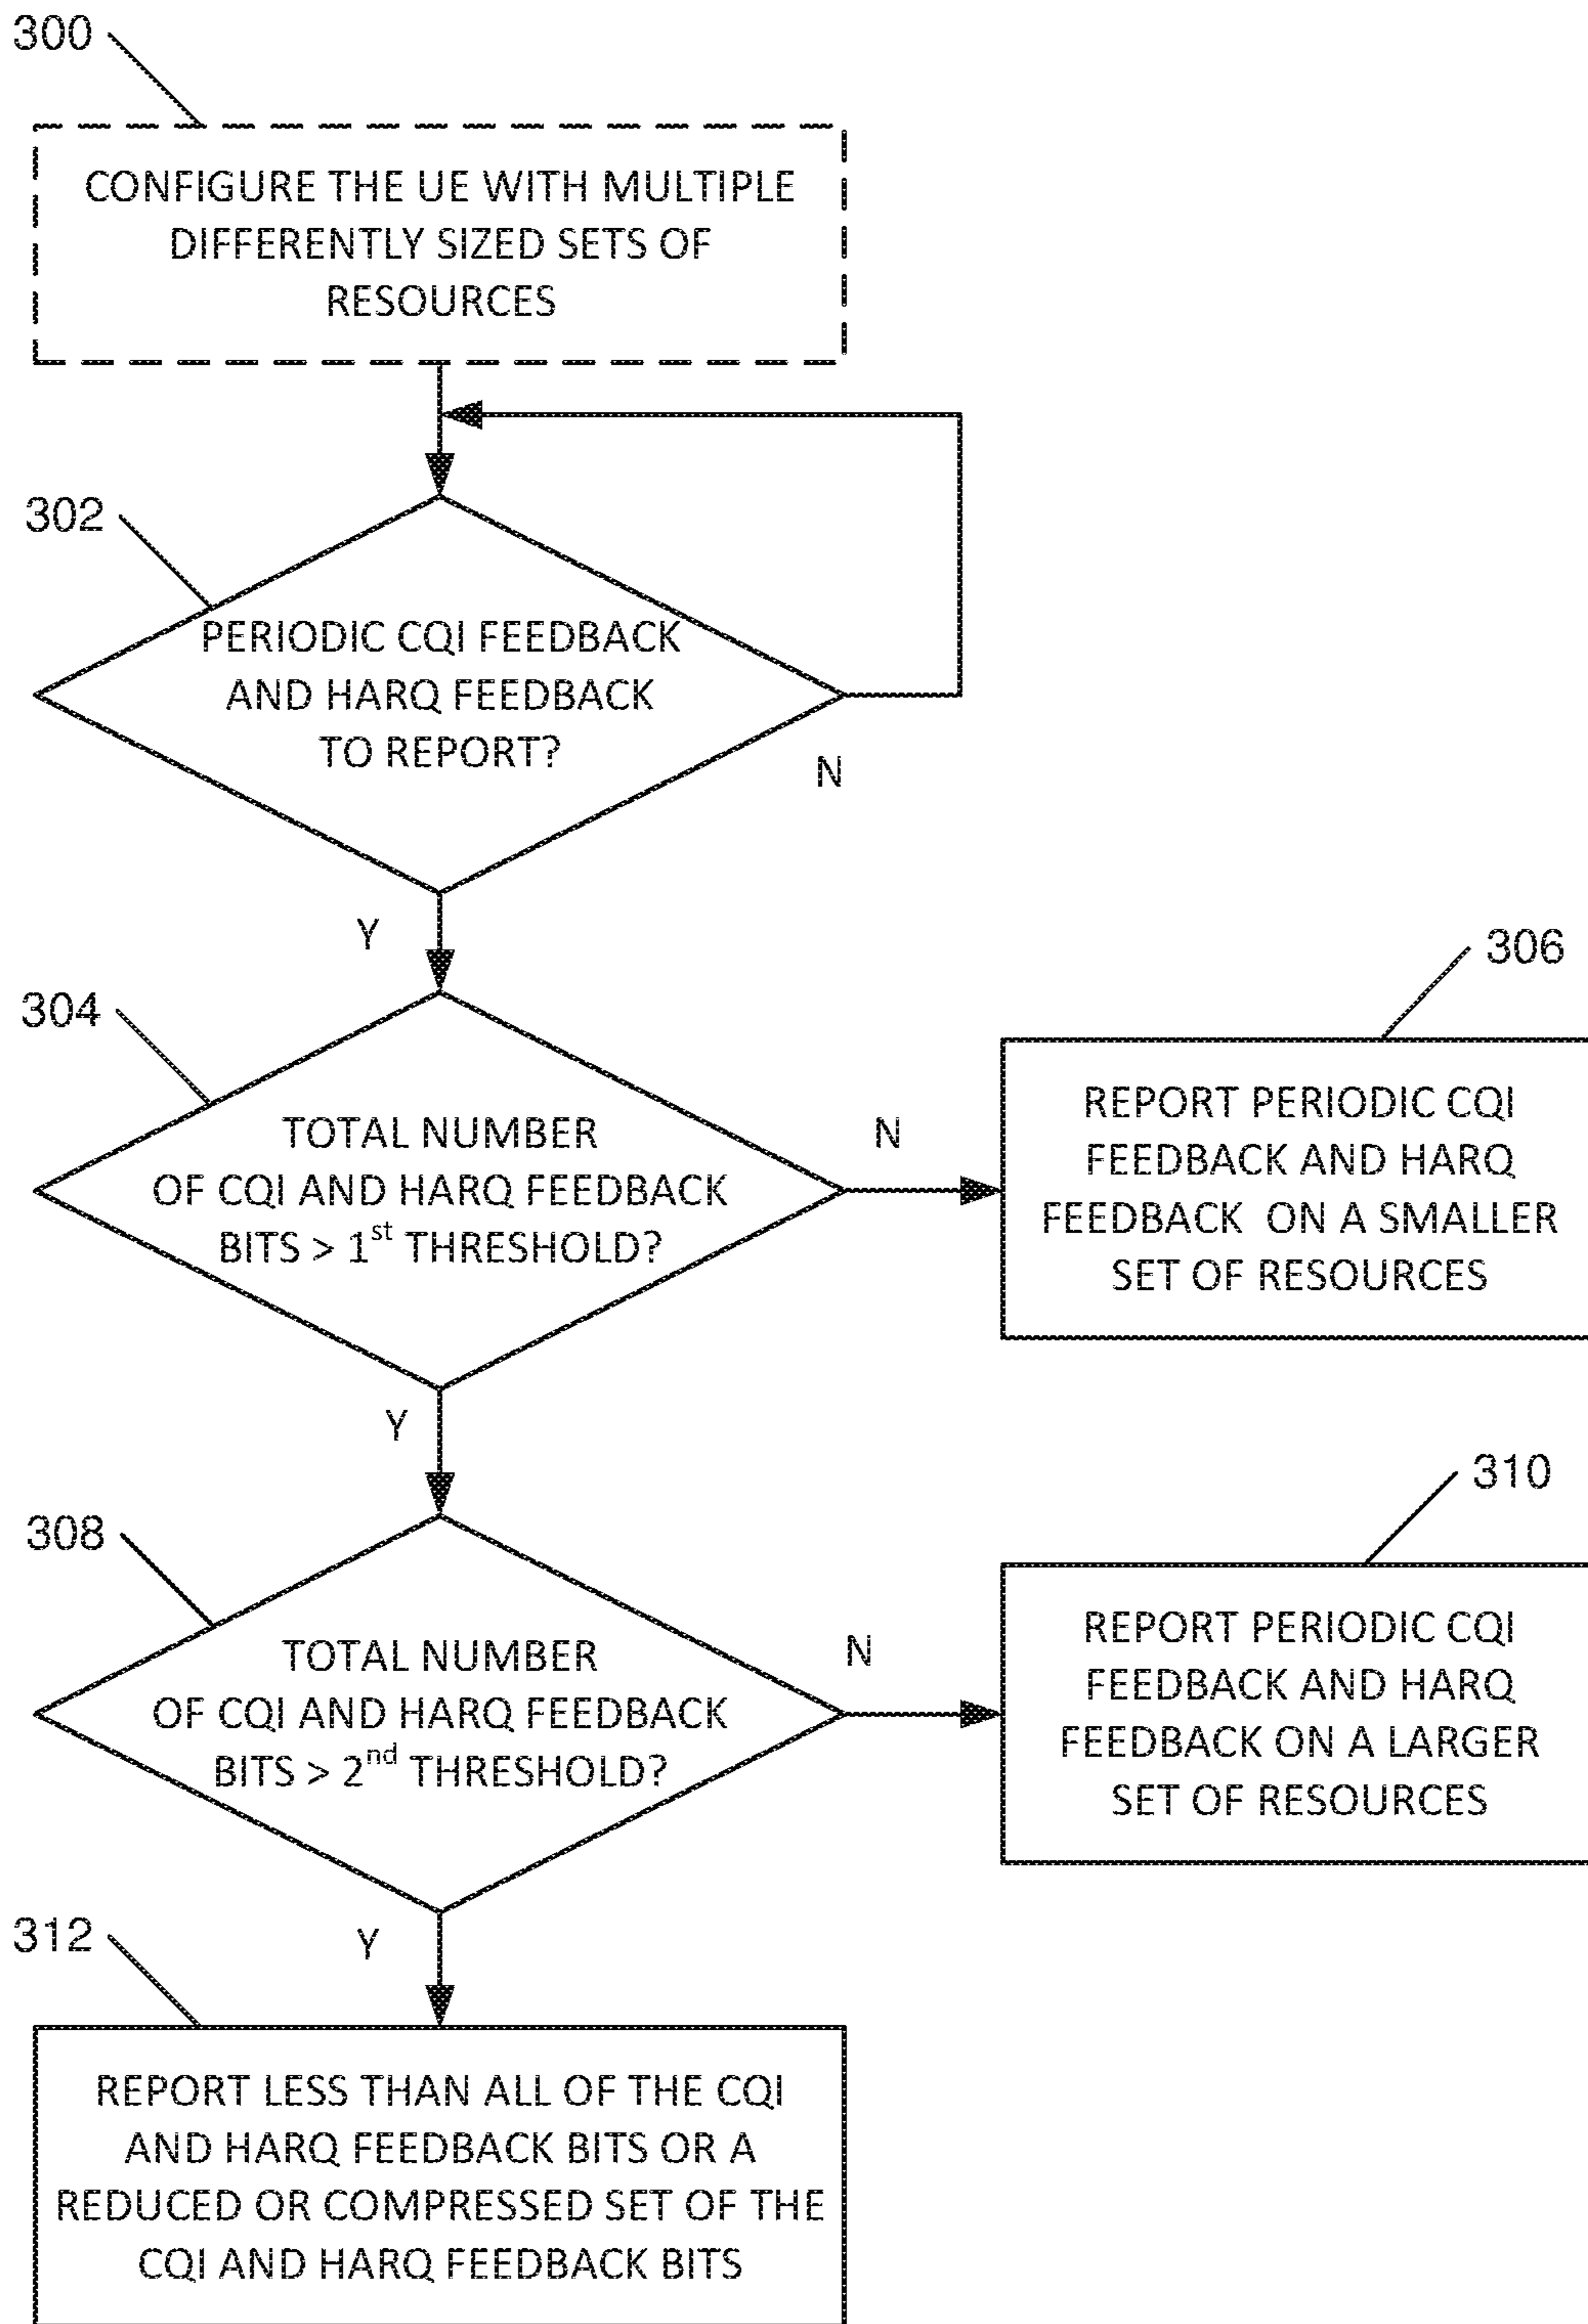 300
CONFIGURE THE UE WITH MULTIPLE
DIFFERENTLY SIZED SETS OF
RESOURCES
302
PERIODIC CQI FEEDBACK
AND HARQ FEEDBACK
TO REPORT?
N
Y
304
TOTAL NUMBER
OF CQI AND HARQ FEEDBACK
BITS > 1st THRESHOLD?
N
306
REPORT PERIODIC CQI
FEEDBACK AND HARQ
FEEDBACK ON A SMALLER
SET OF RESOURCES
Y
308
TOTAL NUMBER
OF CQI AND HARQ FEEDBACK
BITS > 2nd THRESHOLD?
N
310
REPORT PERIODIC CQI
FEEDBACK AND HARQ
FEEDBACK ON A LARGER
SET OF RESOURCES
Y
312
REPORT LESS THAN ALL OF THE CQI
AND HARQ FEEDBACK BITS OR A
REDUCED OR COMPRESSED SET OF THE
CQI AND HARQ FEEDBACK BITS